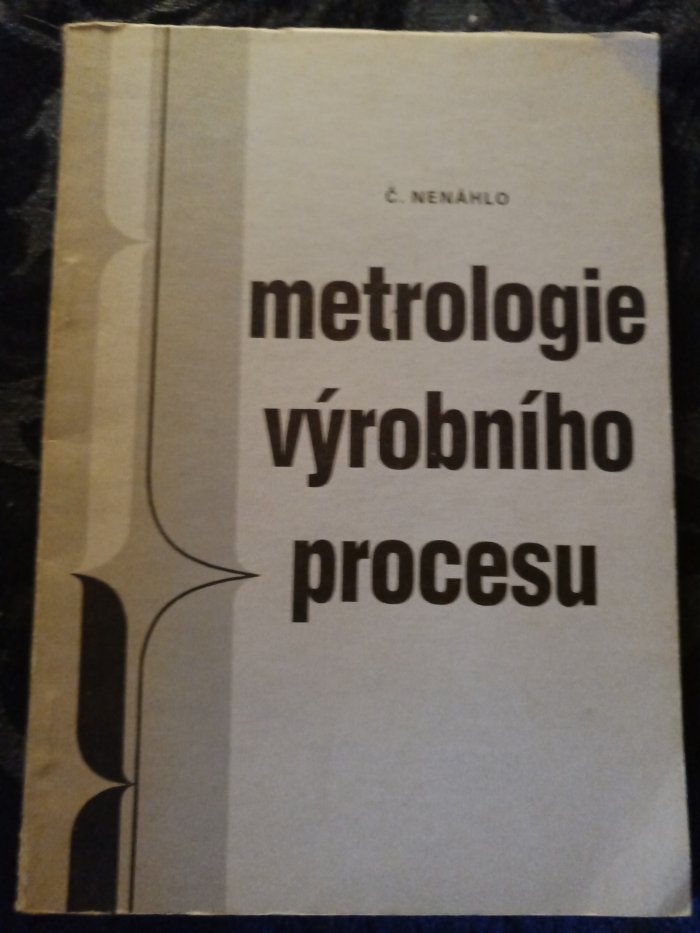 Č. NENÁHLO
metrologie
výrobního
procesu